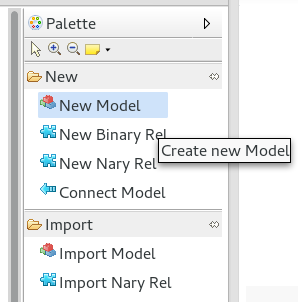 Palette
New
New Model
New Binary Rel
Create new Model
New Nary Rel
Connect Model
Import
Import Model
Import Nary Rel